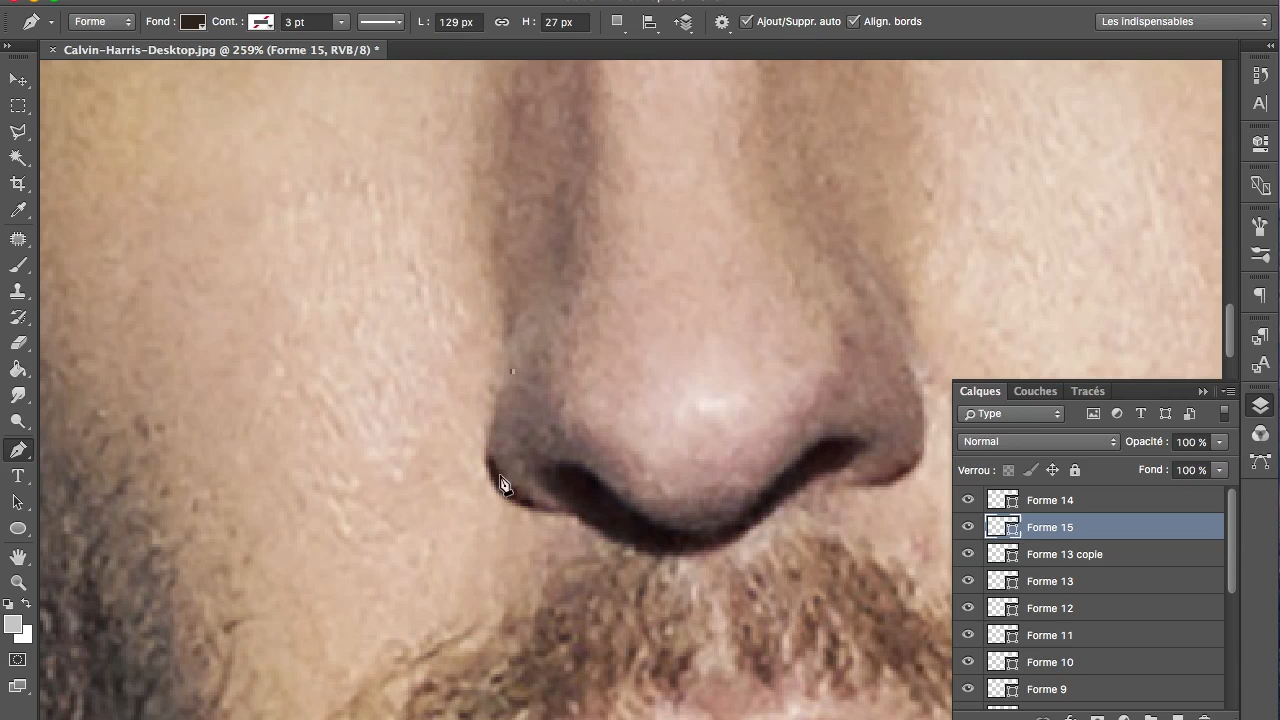 Forme Fond : Cont. : 3 pt L : 129 px H : 27 px Ajout/Suppr. auto Align. bords Les indispensables
× Calvin-Harris-Desktop.jpg @ 259% (Forme 15, RVB/8) *
Calques Couches Tracés
Type
Normal Opacité : 100 %
Verrou : Fond : 100 %
Forme 14
Forme 15
Forme 13 copie
Forme 13
Forme 12
Forme 11
Forme 10
Forme 9